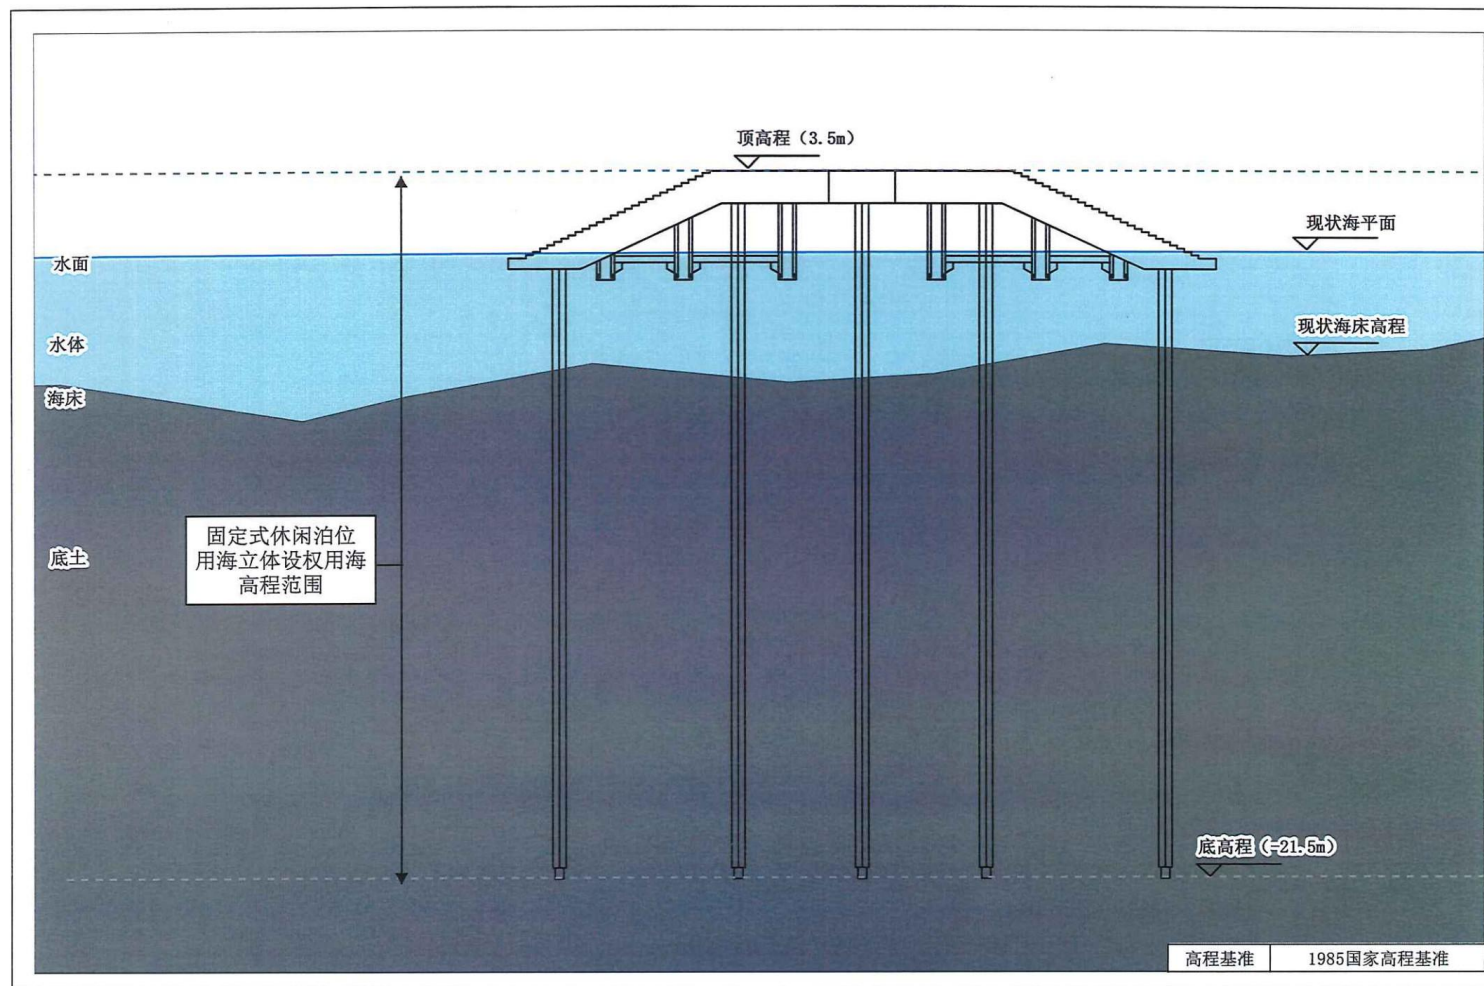 顶高程（3.5m）
现状海平面
水面
现状海床高程
水体
海床
固定式休闲泊位
用海立体设权用海
高程范围
底土
底高程（-21.5m）
高程基准 1985国家高程基准